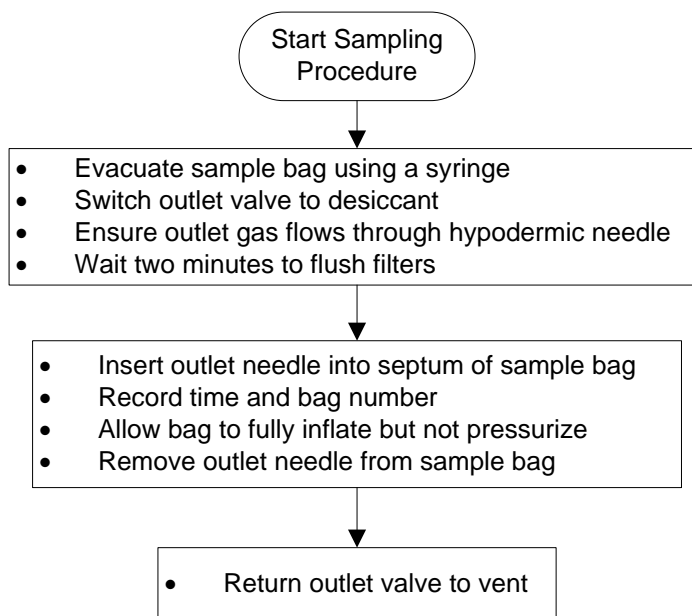 Start Sampling
Procedure
• Evacuate sample bag using a syringe
• Switch outlet valve to desiccant
• Ensure outlet gas flows through hypodermic needle
• Wait two minutes to flush filters
• Insert outlet needle into septum of sample bag
• Record time and bag number
• Allow bag to fully inflate but not pressurize
• Remove outlet needle from sample bag
• Return outlet valve to vent